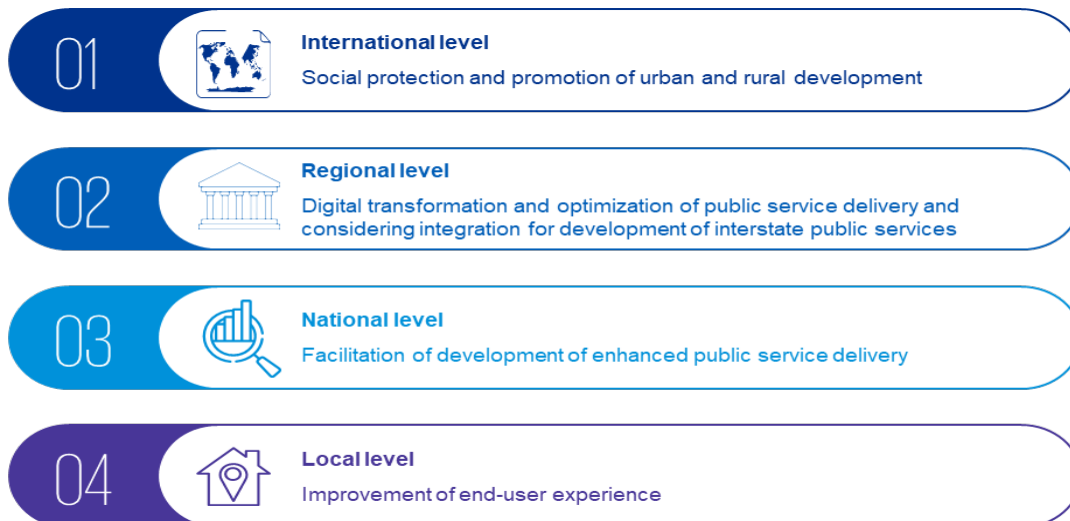 01
International level
Social protection and promotion of urban and rural development
02
Regional level
Digital transformation and optimization of public service delivery and
considering integration for development of interstate public services
03
National level
Facilitation of development of enhanced public service delivery
04
Local level
Improvement of end-user experience